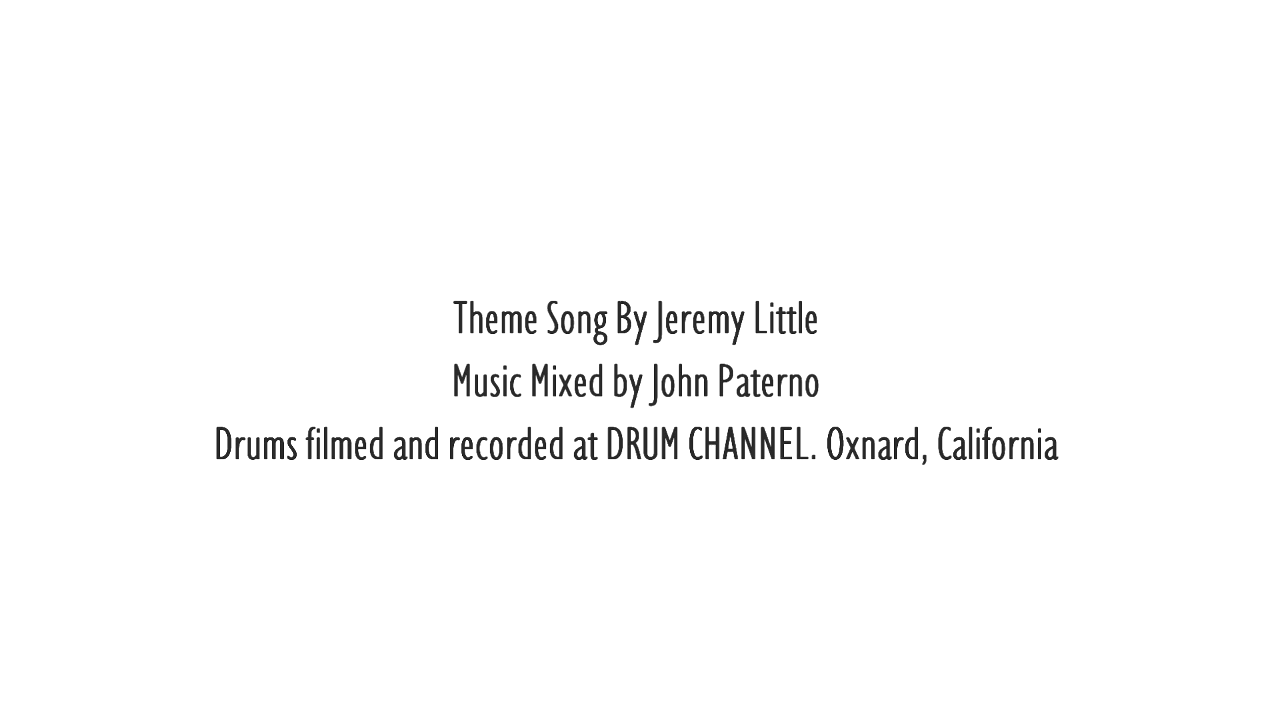 Theme Song By Jeremy Little
Music Mixed by John Paterno
Drums filmed and recorded at DRUM CHANNEL. Oxnard, California